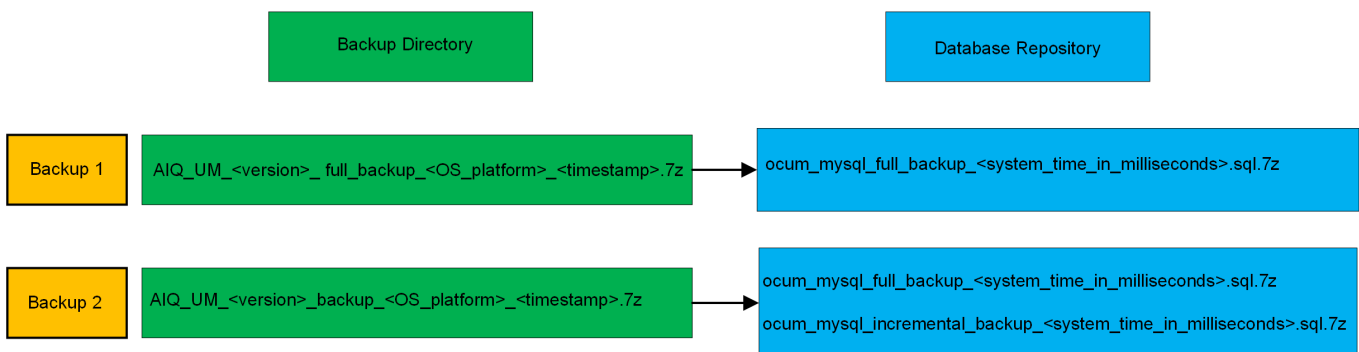 Backup Directory
Database Repository
Backup 1
AIQ_UM_<version>_ full_backup_<OS_platform>_<timestamp>.7z
ocum_mysql_full_backup_<system_time_in_milliseconds>.sql.7z
Backup 2
AIQ_UM_<version>_backup_<OS_platform>_<timestamp>.7z
ocum_mysql_full_backup_<system_time_in_milliseconds>.sql.7z
ocum_mysql_incremental_backup_<system_time_in_milliseconds>.sql.7z